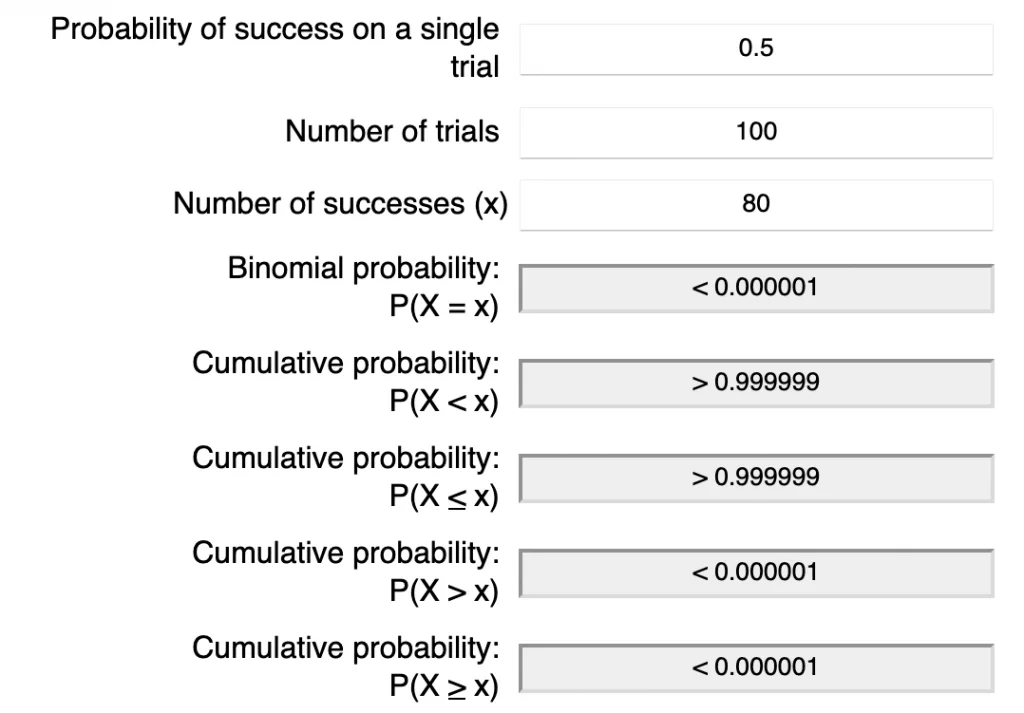 Probability of success on a single
trial
0.5
Number of trials
100
Number of successes (x)
80
Binomial probability:
P(X = x)
< 0.000001
Cumulative probability:
P(X < x)
> 0.999999
Cumulative probability:
P(X ≤ x)
> 0.999999
Cumulative probability:
P(X > x)
< 0.000001
Cumulative probability:
P(X ≥ x)
< 0.000001